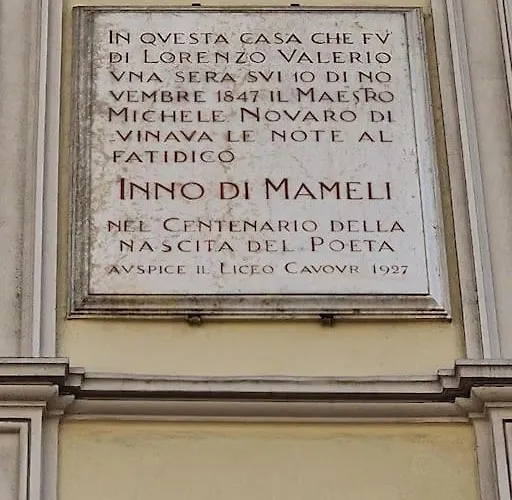 IN QVESTA CASA CHE FV
DI LORENZO VALERIO
VNA SERA SVI 10 DI NO
VEMBRE 1847 IL MAESTRO
MICHELE NOVARO DI
VINAVA LE NOTE AL
FATIDICO
INNO DI MAMELI
NEL CENTENARIO DELLA
NASCITA DEL POETA
AVSPICE IL LICEO CAVOVR 1927